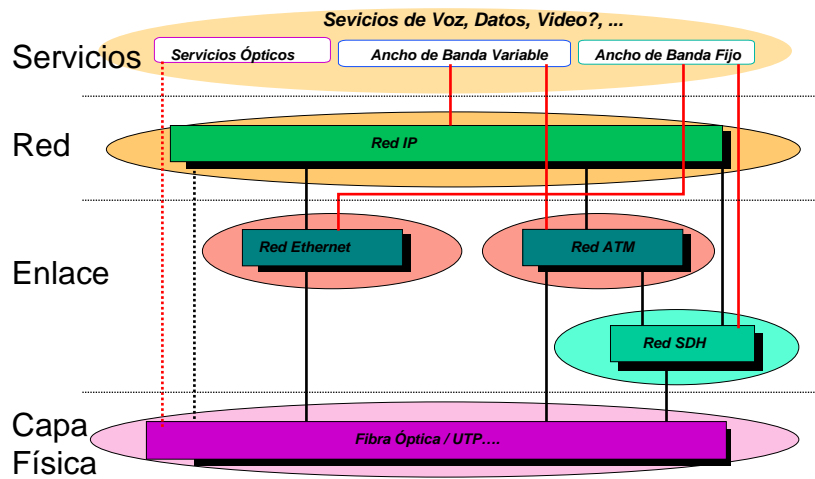 Sevicios de Voz, Datos, Video?, ...
Servicios
Servicios Ópticos
Ancho de Banda Variable
Ancho de Banda Fijo
Red
Red IP
Enlace
Red Ethernet
Red ATM
Red SDH
Capa
Física
Fibra Óptica / UTP....